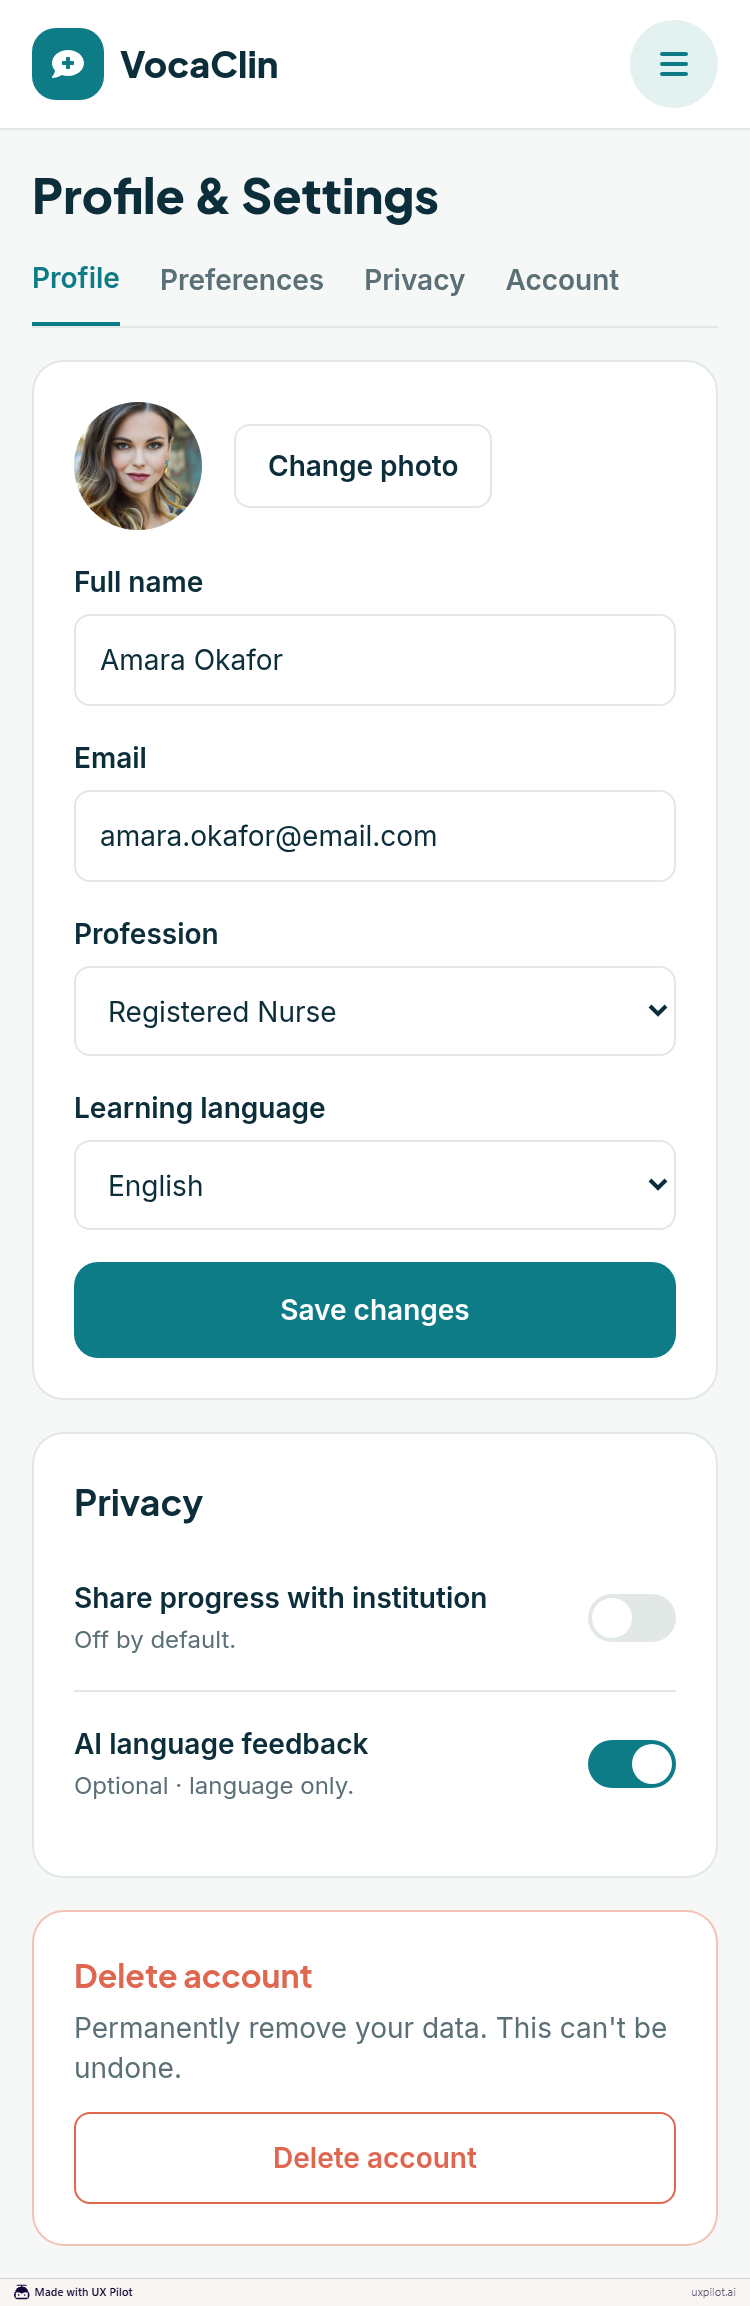 VocaClin
Profile & Settings
Profile Preferences Privacy Account
Change photo
Full name
Amara Okafor
Email
amara.okafor@email.com
Profession
Registered Nurse
Learning language
English
Save changes
Privacy
Share progress with institution
Off by default.
AI language feedback
Optional · language only.
Delete account
Permanently remove your data. This can't be
undone.
Delete account
Made with UX Pilot uxpilot.ai